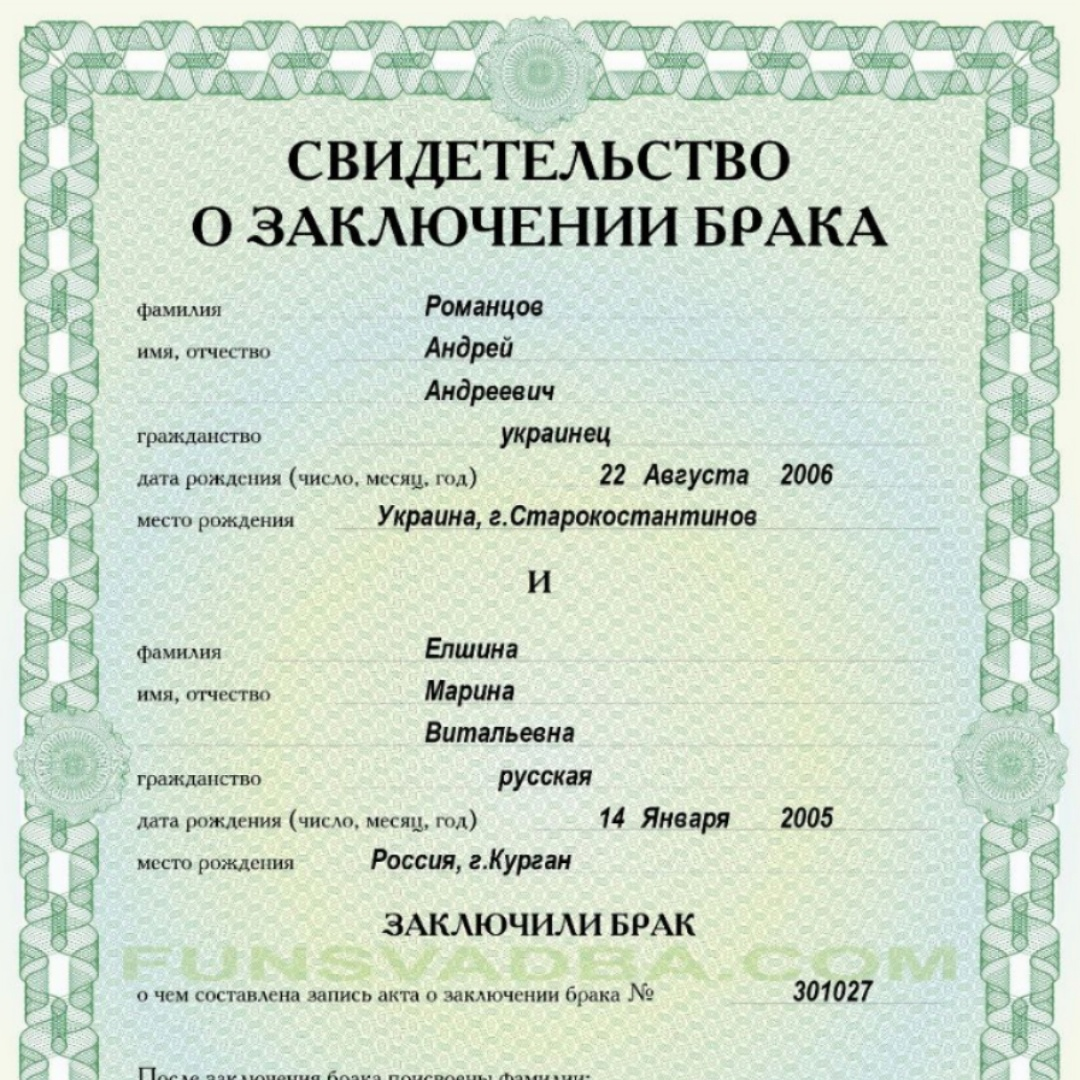 СВИДЕТЕЛЬСТВО
О ЗАКЛЮЧЕНИИ БРАКА
фамилия Романцов
имя, отчество Андрей
Андреевич
гражданство украинец
дата рождения (число, месяц, год) 22 Августа 2006
место рождения Украина, г.Старокостантинов
И
фамилия Елшина
имя, отчество Марина
Витальевна
гражданство русская
дата рождения (число, месяц, год) 14 Января 2005
место рождения Россия, г.Курган
ЗАКЛЮЧИЛИ БРАК
FUNSVADBA.COM
о чем составлена запись акта о заключении брака № 301027
После заключения брака присвоены фамилии: